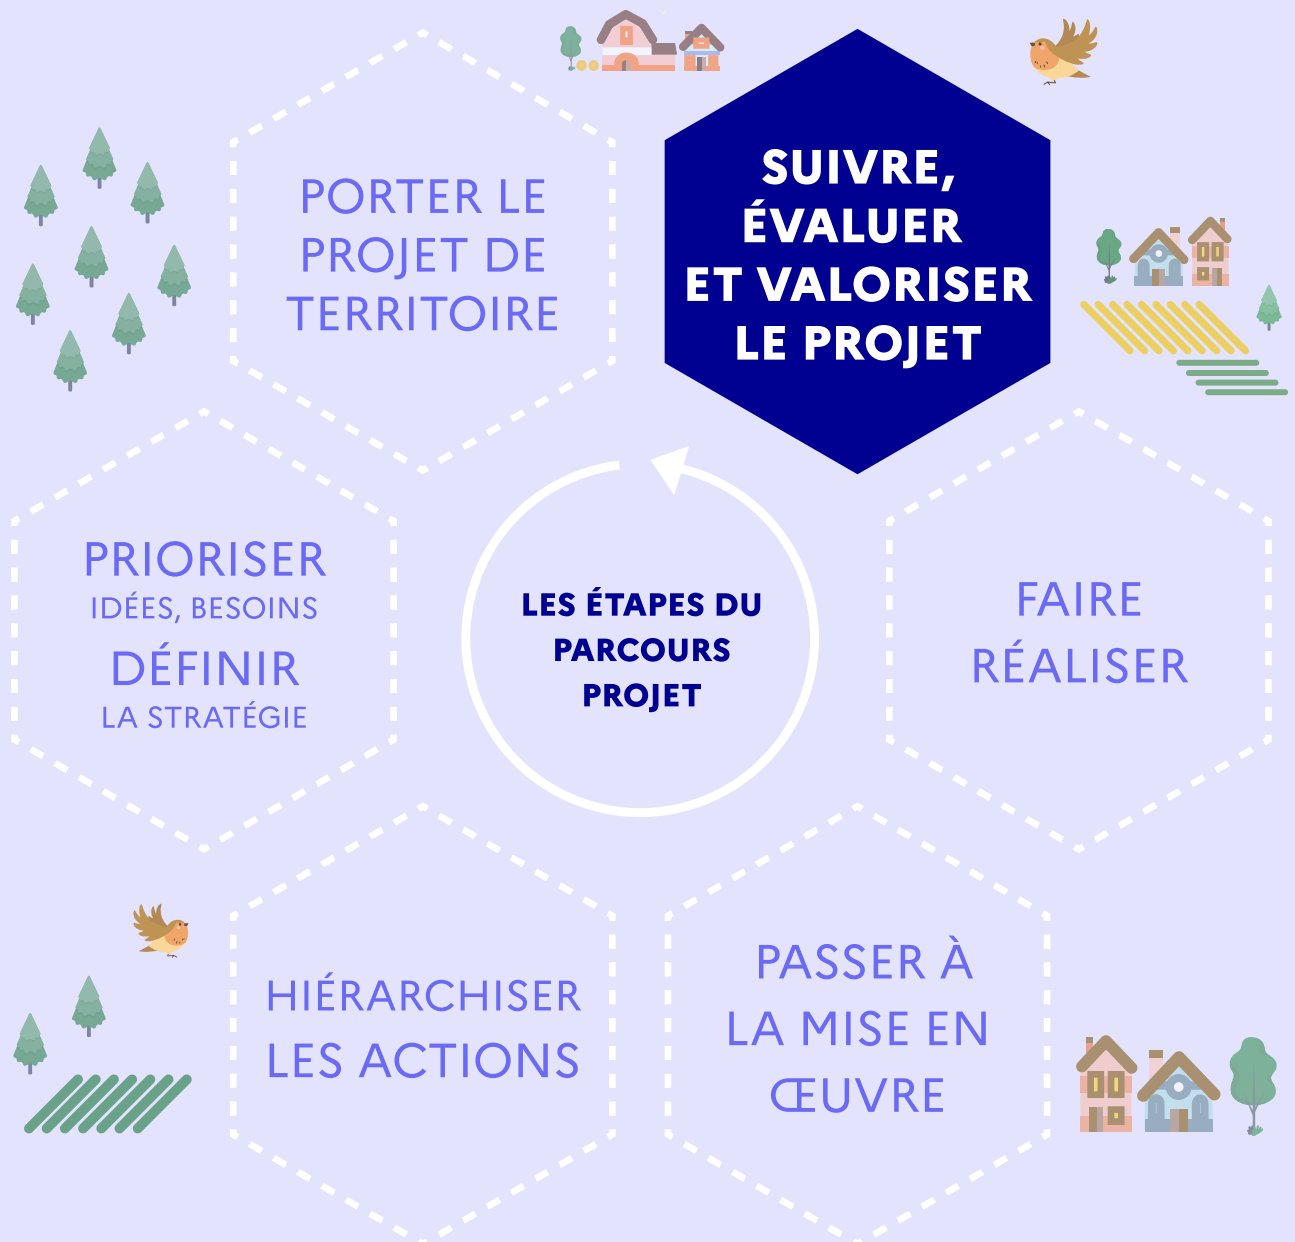 PORTER LE
PROJET DE
TERRITOIRE
SUIVRE,
ÉVALUER
ET VALORISER
LE PROJET
PRIORISER
IDÉES, BESOINS
DÉFINIR
LA STRATÉGIE
LES ÉTAPES DU
PARCOURS
PROJET
FAIRE
RÉALISER
HIÉRARCHISER
LES ACTIONS
PASSER À
LA MISE EN
ŒUVRE